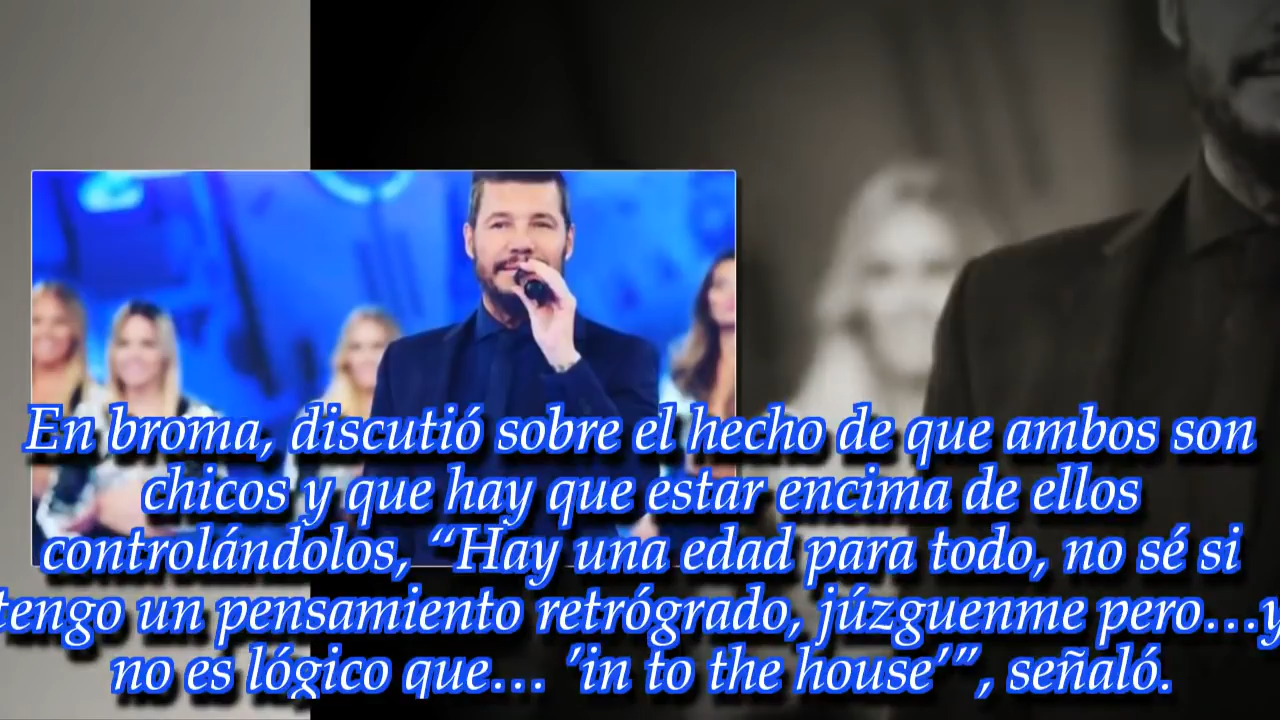 En broma, discutió sobre el hecho de que ambos son
chicos y que hay que estar encima de ellos
controlándolos, “Hay una edad para todo, no sé si
tengo un pensamiento retrógrado, júzguenme pero…y
no es lógico que… ’in to the house’”, señaló.